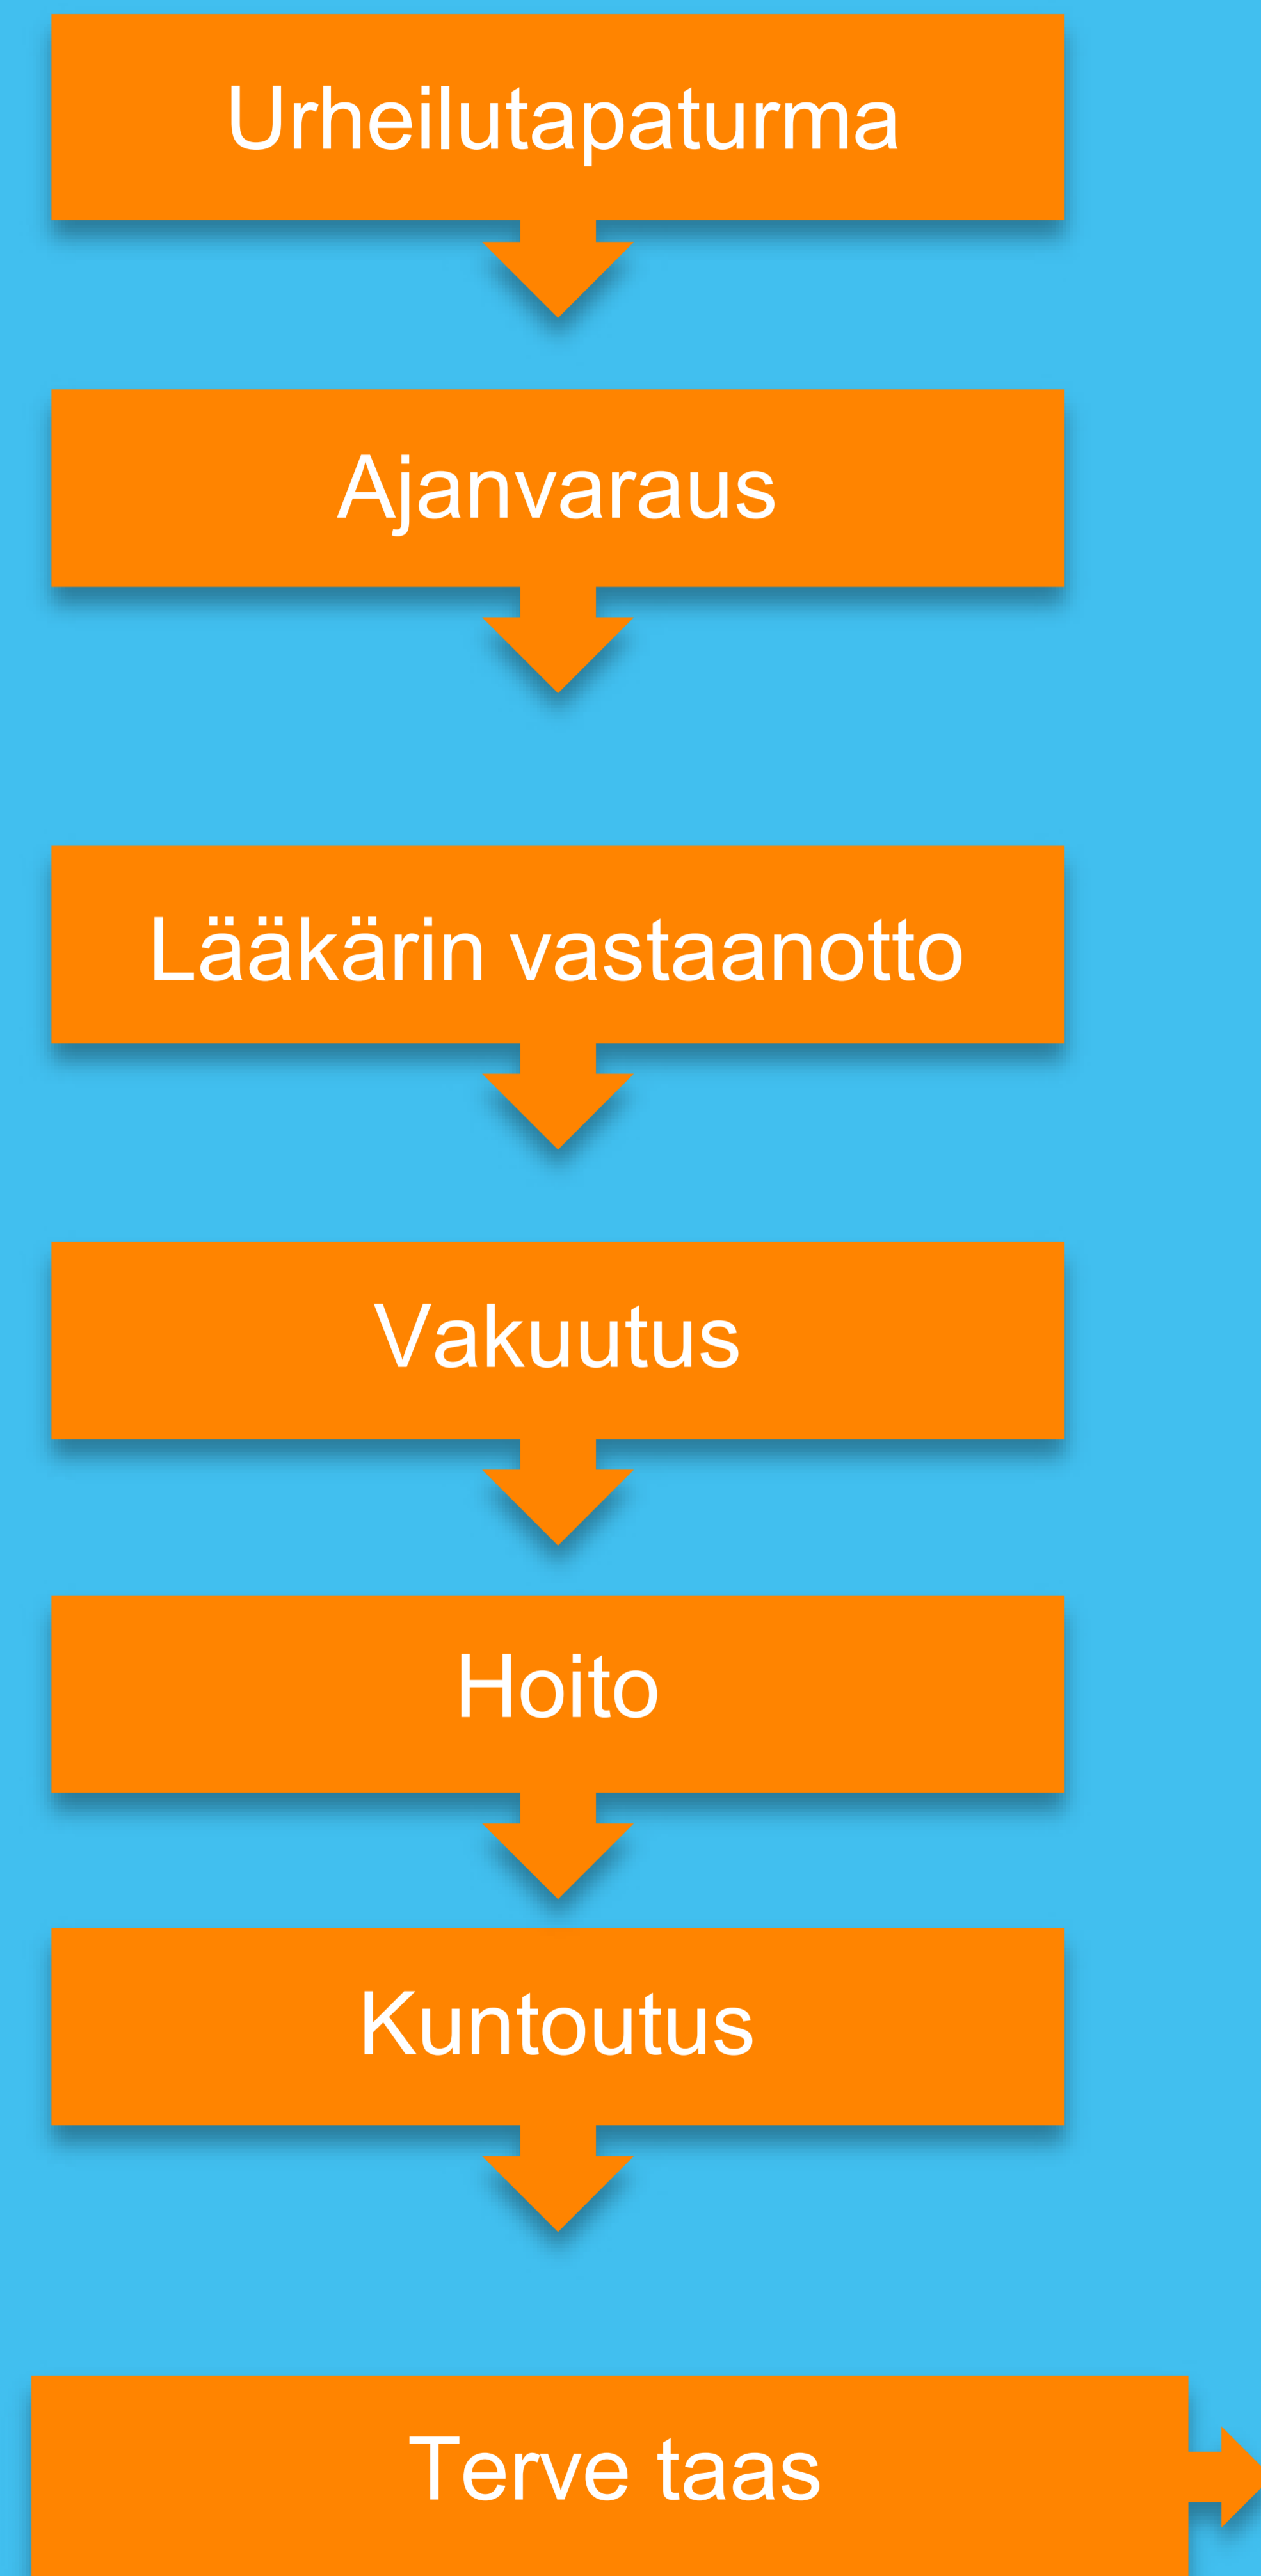 Urheilutapaturma
Ajanvaraus
Lääkärin vastaanotto
Vakuutus
Hoito
Kuntoutus
Terve taas